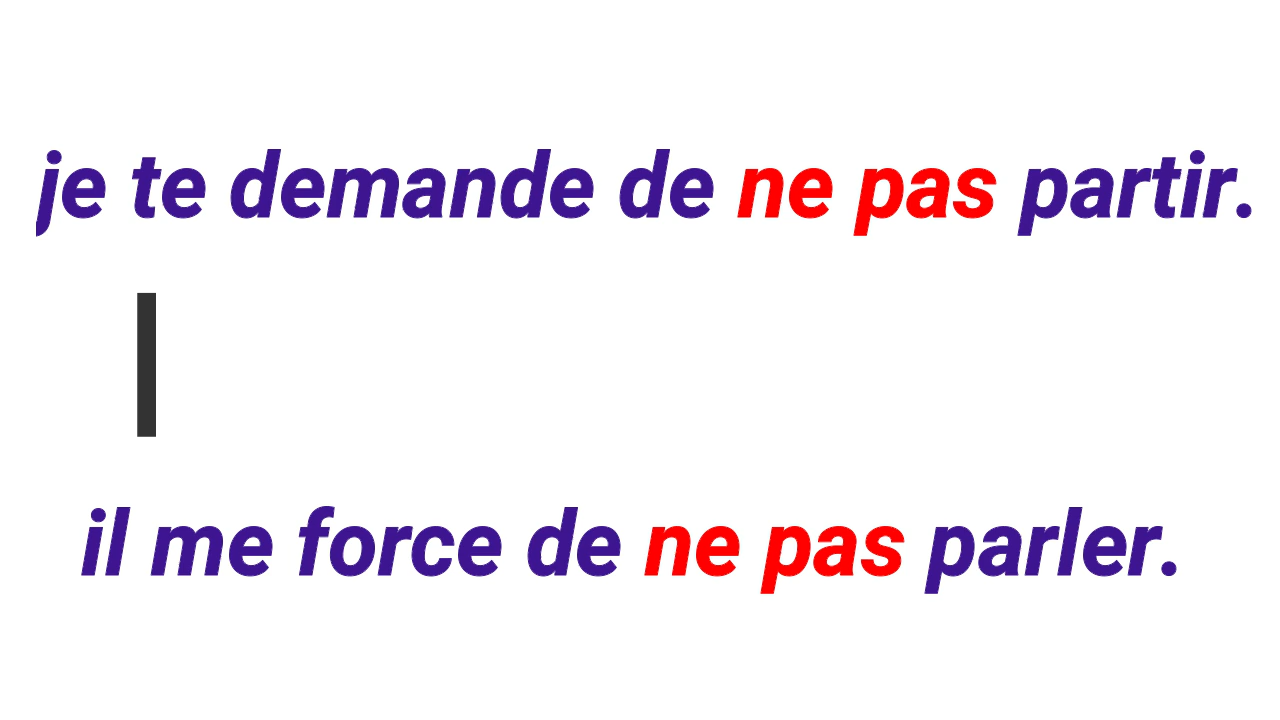 je te demande de ne pas partir.
il me force de ne pas parler.